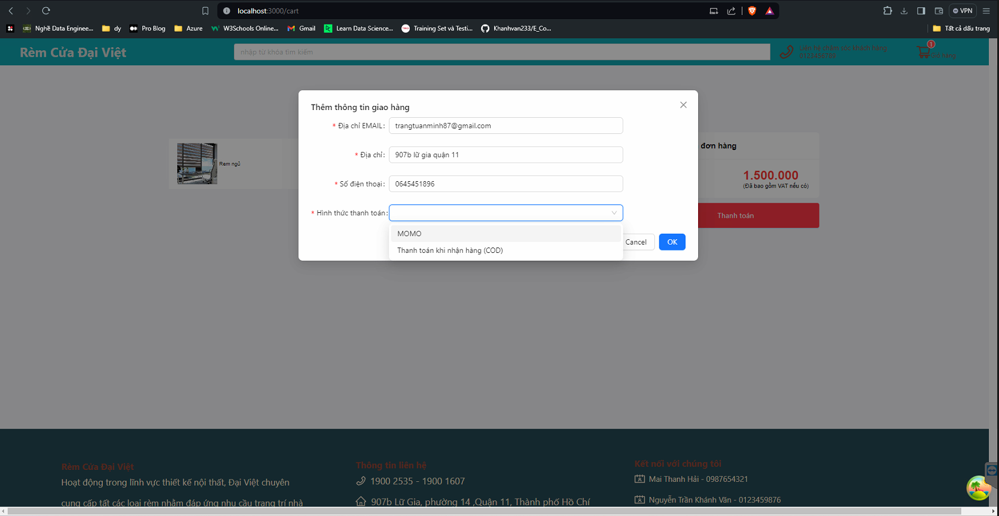 localhost:3000/cart
VPN
Nghề Data Enginee...
dy
Pro Blog
Azure
W3Schools Online...
Gmail
Learn Data Science...
Training Set và Testi...
Khanhvan233/E_Co...
Tất cả dấu trang
Rèm Cửa Đại Việt
nhập từ khóa tìm kiếm
Liên hệ chăm sóc khách hàng
0123456789
1
Giỏ hàng
Thêm thông tin giao hàng
* Địa chỉ EMAIL:
trangtuanminh87@gmail.com
* Địa chỉ:
907b lữ gia quận 11
* Số điện thoại:
0645451896
* Hình thức thanh toán:
MOMO
Thanh toán khi nhận hàng (COD)
Cancel
OK
Rem ngủ
đơn hàng
1.500.000
(Đã bao gồm VAT nếu có)
Thanh toán
Rèm Cửa Đại Việt
Hoạt động trong lĩnh vực thiết kế nội thất, Đại Việt chuyên
cung cấp tất các loại rèm nhằm đáp ứng nhu cầu trang trí nhà
Thông tin liên hệ
1900 2535 - 1900 1607
907b Lữ Gia, phường 14 ,Quận 11, Thành phố Hồ Chí
Kết nối với chúng tôi
Mai Thanh Hải - 0987654321
Nguyễn Trần Khánh Vân - 0123459876